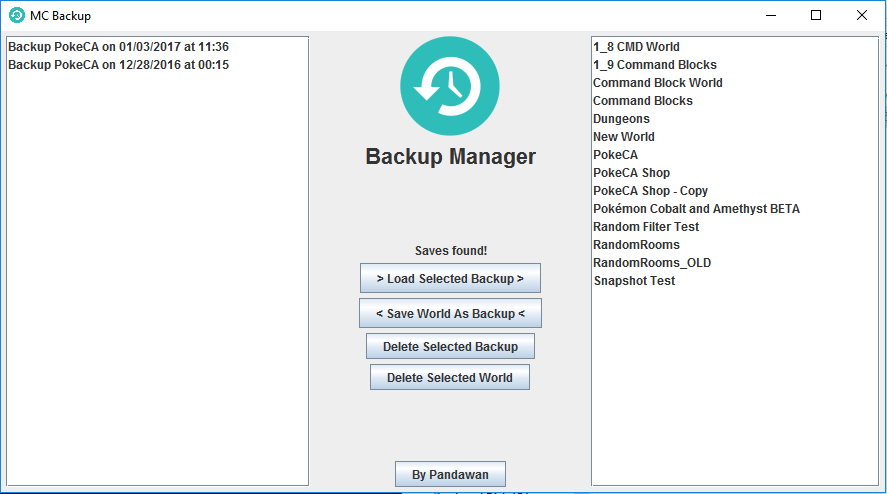 MC Backup
Backup PokeCA on 01/03/2017 at 11:36
Backup PokeCA on 12/28/2016 at 00:15
Backup Manager
Saves found!
> Load Selected Backup >
< Save World As Backup <
Delete Selected Backup
Delete Selected World
By Pandawan
1_8 CMD World
1_9 Command Blocks
Command Block World
Command Blocks
Dungeons
New World
PokeCA
PokeCA Shop
PokeCA Shop - Copy
Pokémon Cobalt and Amethyst BETA
Random Filter Test
RandomRooms
RandomRooms_OLD
Snapshot Test